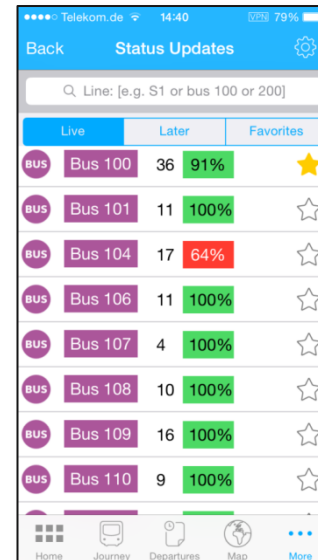 Telekom.de 14:40 VPN 79%
Back Status Updates
Line: [e.g. S1 or bus 100 or 200]
Live Later Favorites
BUS Bus 100 36 91%
BUS Bus 101 11 100%
BUS Bus 104 17 64%
BUS Bus 106 11 100%
BUS Bus 107 4 100%
BUS Bus 108 10 100%
BUS Bus 109 16 100%
BUS Bus 110 9 100%
Home Journey Departures Map More